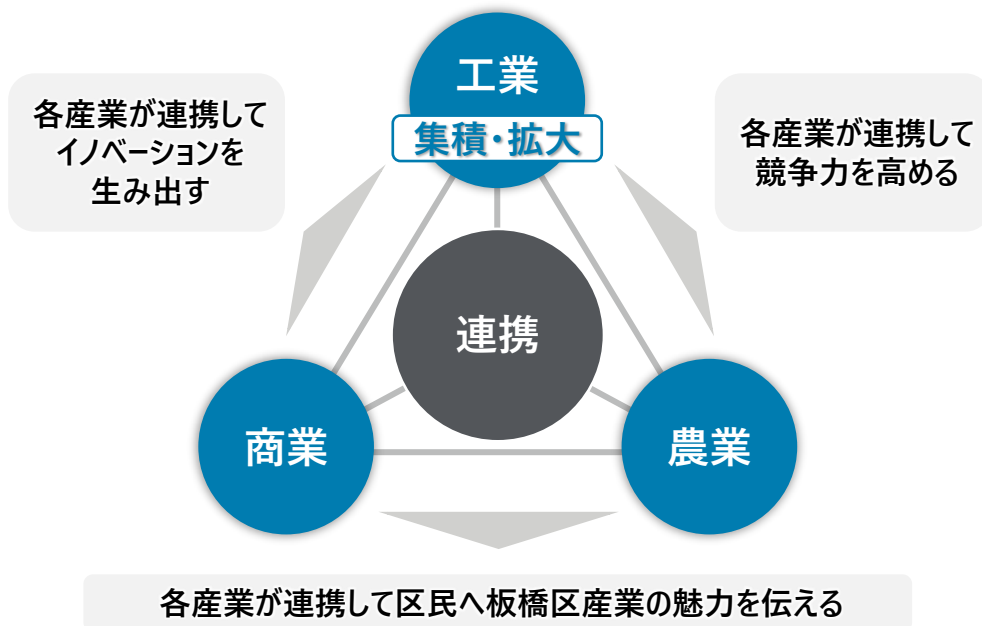 工業
集積・拡大
各産業が連携して
イノベーションを
生み出す
各産業が連携して
競争力を高める
連携
商業
農業
各産業が連携して区民へ板橋区産業の魅力を伝える